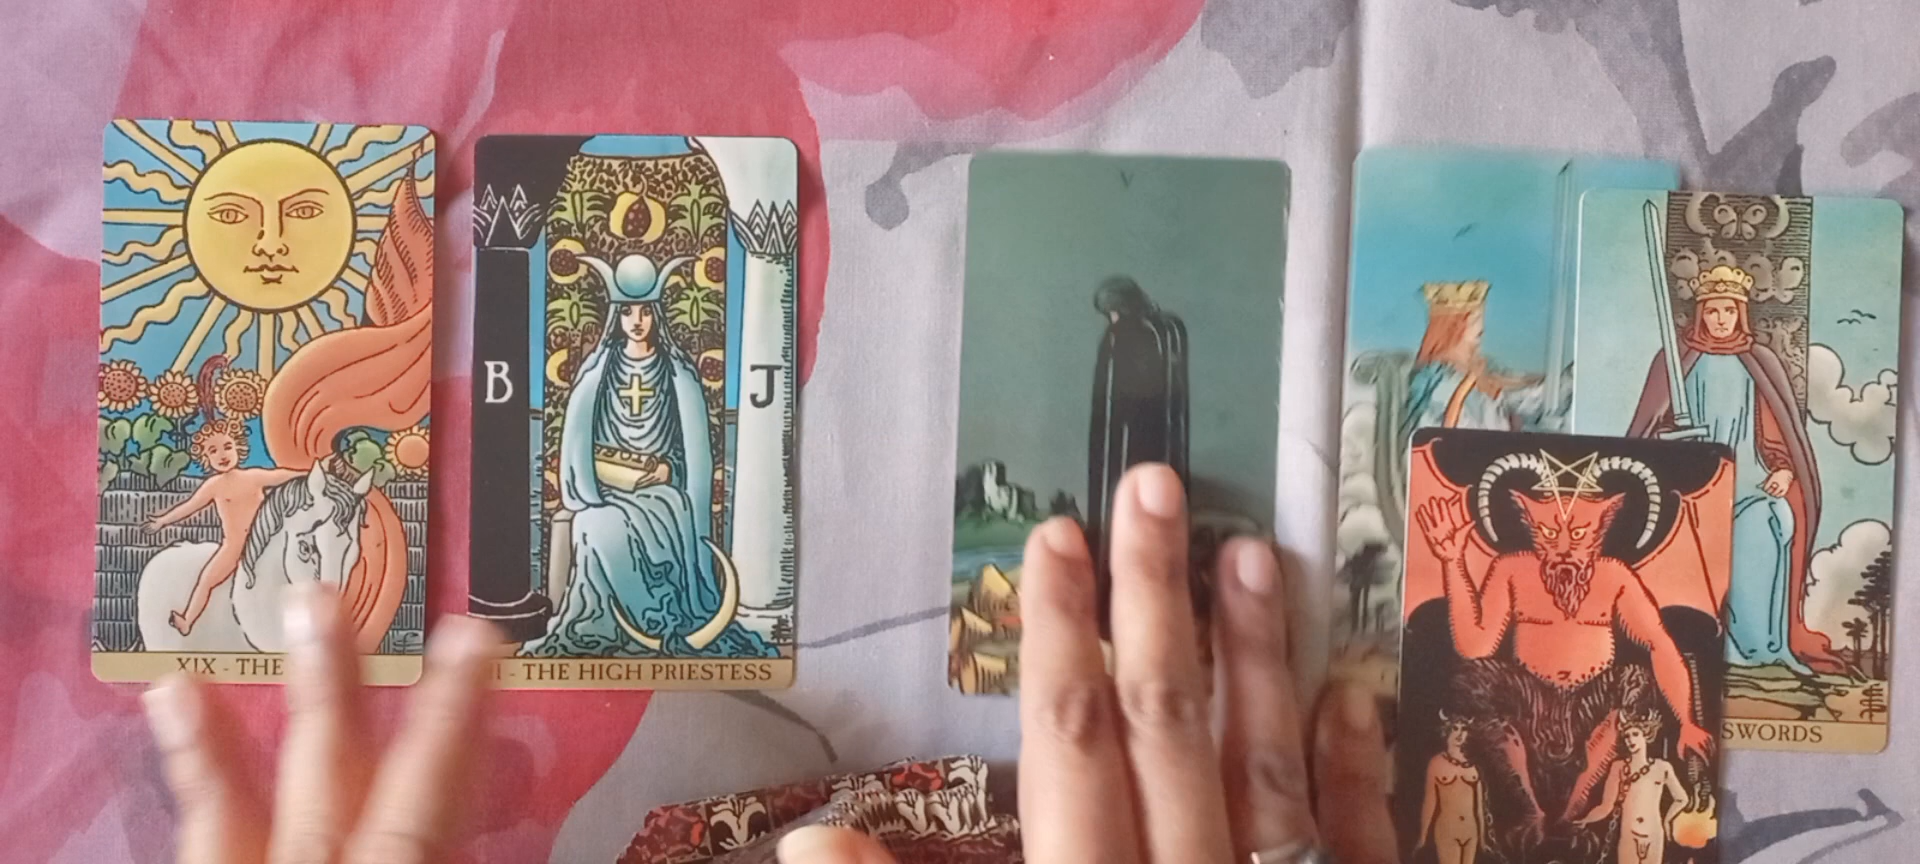 XIX - THE
B
J
I - THE HIGH PRIESTESS
V
SWORDS